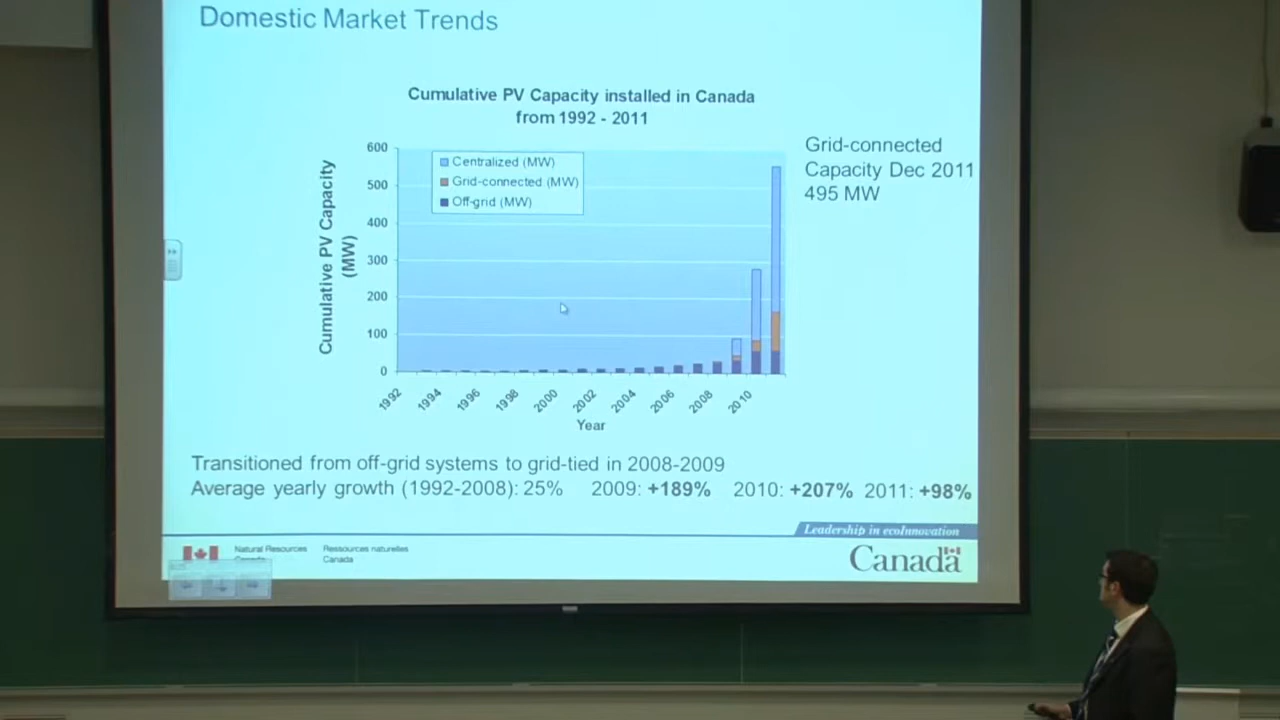 Domestic Market Trends
Cumulative PV Capacity installed in Canada
from 1992 - 2011
Grid-connected
Capacity Dec 2011
495 MW
Cumulative PV Capacity
(MW)
600
500
400
300
200
100
0
Centralized (MW)
Grid-connected (MW)
Off-grid (MW)
1992
1994
1996
1998
2000
2002
2004
2006
2008
2010
Year
Transitioned from off-grid systems to grid-tied in 2008-2009
Average yearly growth (1992-2008): 25% 2009: +189% 2010: +207% 2011: +98%
Leadership in ecoInnovation
Natural Resources
Canada
Ressources naturelles
Canada
Canada